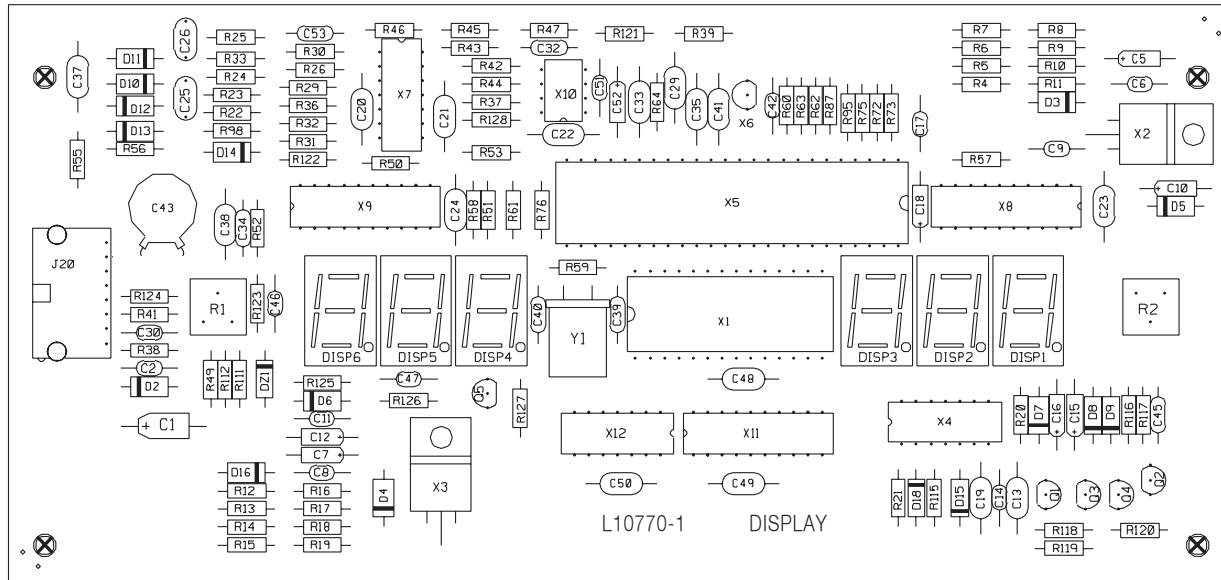 R46 R45 R47 R7 R8
C26 R25 C53 R43 C32 R121 R39 R6 R9
D11 R33 R30 R42 R5 R10 C5
C37 D10 R24 R26 R44 C51 C52 C33 R64 C29 R4 R11 C6
D12 C25 R23 R29 C20 X7 C21 R37 X10 C35 C41 X6 C42 R60 R63 R62 R87 R95 R75 R72 R73 C17 D3
D13 R22 R36 R128 C22 X2
R56 R98 R32
R55 D14 R31 R53 R57 C9
R122 R50
C43 C38 C34 R52 X9 C24 R58 R51 R61 R76 X5 C18 X8 C23 C10
D5
J20 R59
R124 R1 R123 C46 C40 Y1 C39 X1 R2
R41
C30
R38 DISP6 DISP5 DISP4 DISP3 DISP2 DISP1
C2 R49 R112 R111 DZ1 R125 C47 Q5 C48
D2 D6 R126 R127
+ C1 C11 X12 X11 X4 R20 D7 C16 C15 D8 D9 R116 R117 C45
C12
C7
D16 C8 X3 C50 C49
R12 R16 D4 R21 D18 R115 D15 C19 C14 C13 Q1 Q3 Q4 Q2
R13 R17
R14 R18 L10770-1 DISPLAY R118 R120
R15 R19 R119